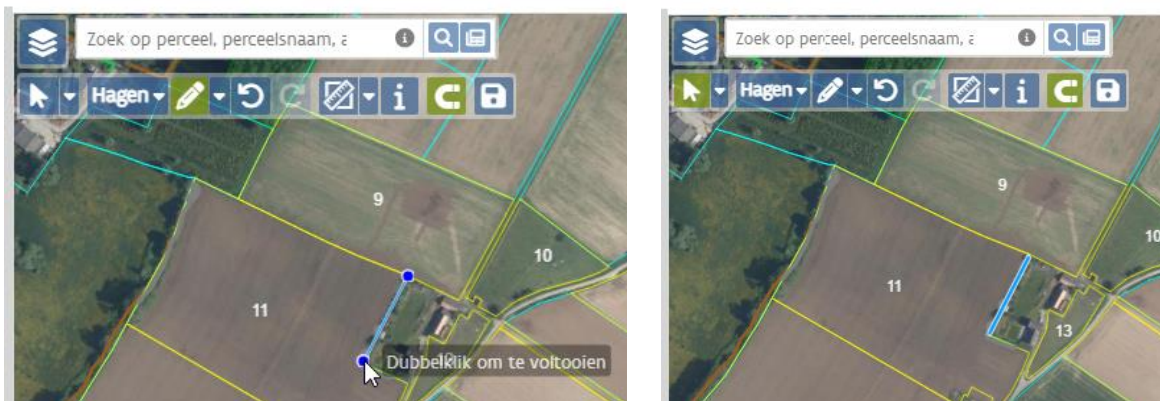 Zoek op perceel, perceelsnaam, a
Hagen
9
10
11
Dubbelklik om te voltooien
Zoek op perceel, perceelsnaam, a
Hagen
9
10
11
13